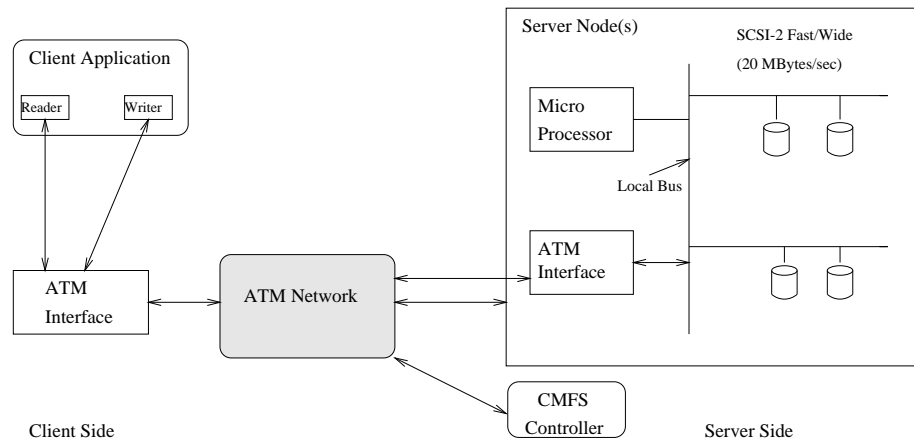 Client Application
Reader
Writer
ATM
Interface
ATM Network
Server Node(s)
SCSI-2 Fast/Wide
(20 MBytes/sec)
Micro
Processor
Local Bus
ATM
Interface
CMFS
Controller
Client Side
Server Side